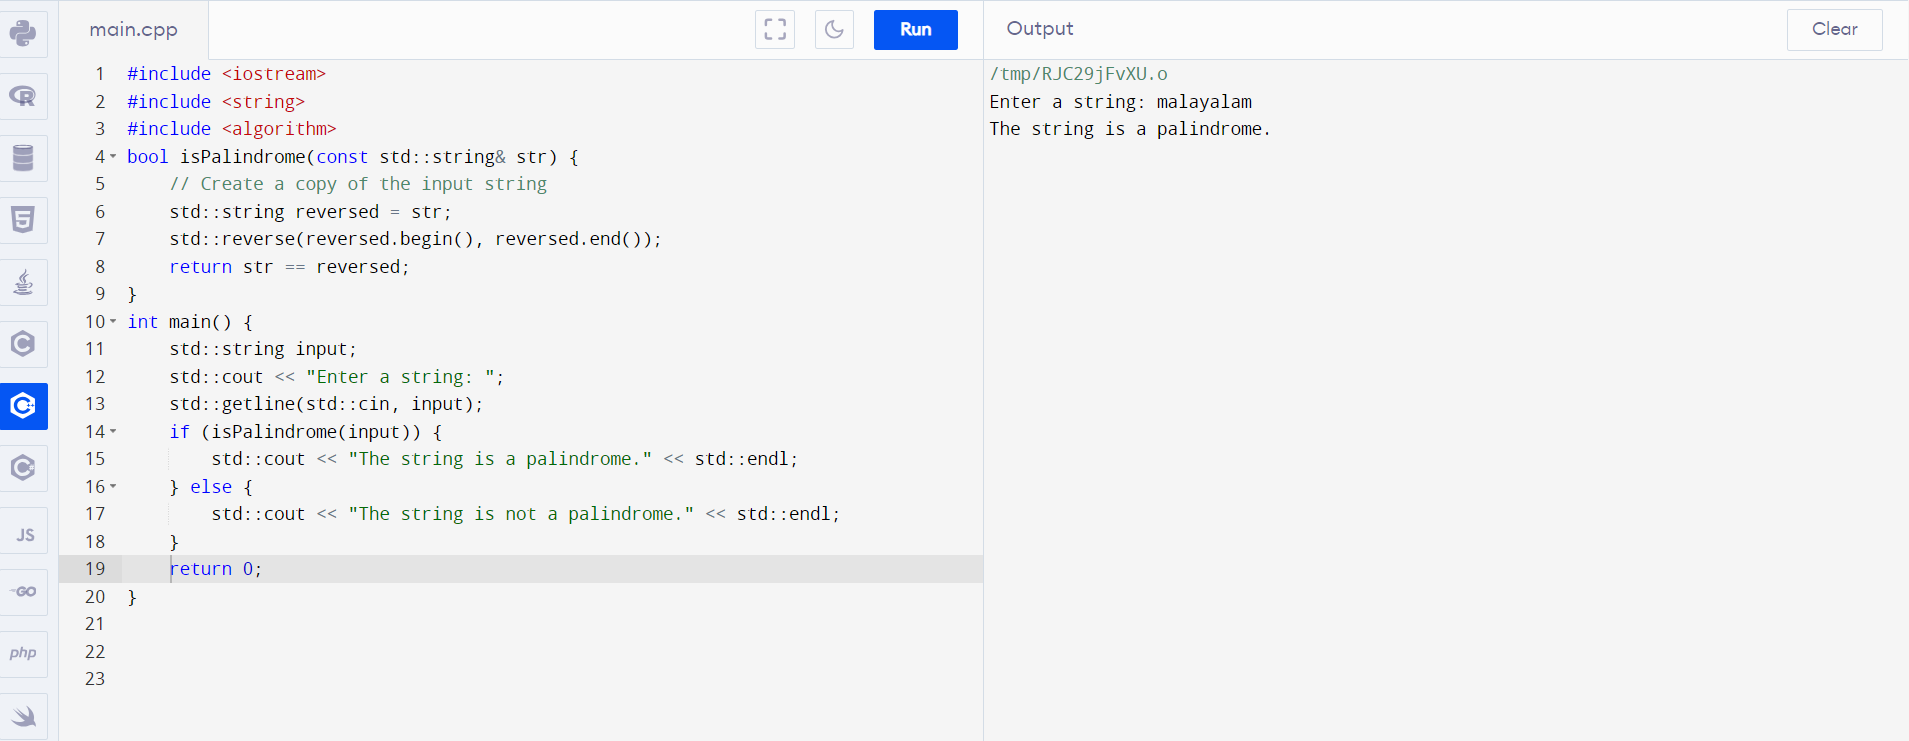 main.cpp
Run
Output
Clear
1 #include <iostream>
2 #include <string>
3 #include <algorithm>
4 bool isPalindrome(const std::string& str) {
5     // Create a copy of the input string
6     std::string reversed = str;
7     std::reverse(reversed.begin(), reversed.end());
8     return str == reversed;
9 }
10 int main() {
11     std::string input;
12     std::cout << "Enter a string: ";
13     std::getline(std::cin, input);
14     if (isPalindrome(input)) {
15         std::cout << "The string is a palindrome." << std::endl;
16     } else {
17         std::cout << "The string is not a palindrome." << std::endl;
18     }
19     return 0;
20 }
21
22
23
/tmp/RJC29jFvXU.o
Enter a string: malayalam
The string is a palindrome.
R
5
C
C++
C#
JS
GO
php